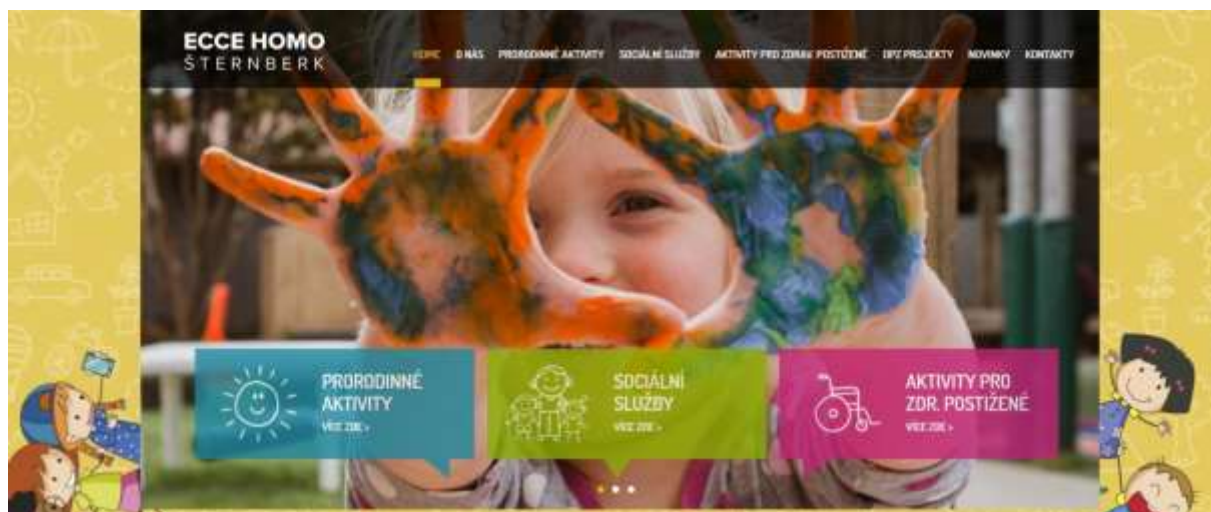 ECCE HOMO
ŠTERNBERK
HOME O NÁS PRORODINNÉ AKTIVITY SOCIÁLNÍ SLUŽBY AKTIVITY PRO ZDRAV. POSTIŽENÉ OPZ PROJEKTY NOVINKY KONTAKTY
PRORODINNÉ
AKTIVITY
VÍCE ZDE >
SOCIÁLNÍ
SLUŽBY
VÍCE ZDE >
AKTIVITY PRO
ZDR. POSTIŽENÉ
VÍCE ZDE >